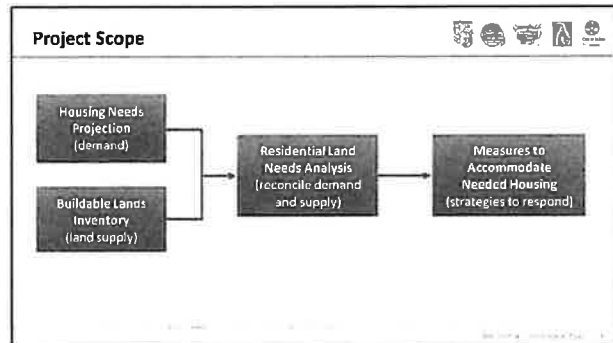 Project Scope
Housing Needs
Projection
(demand)
Buildable Lands
Inventory
(land supply)
Residential Land
Needs Analysis
(reconcile demand
and supply)
Measures to
Accommodate
Needed Housing
(strategies to respond)